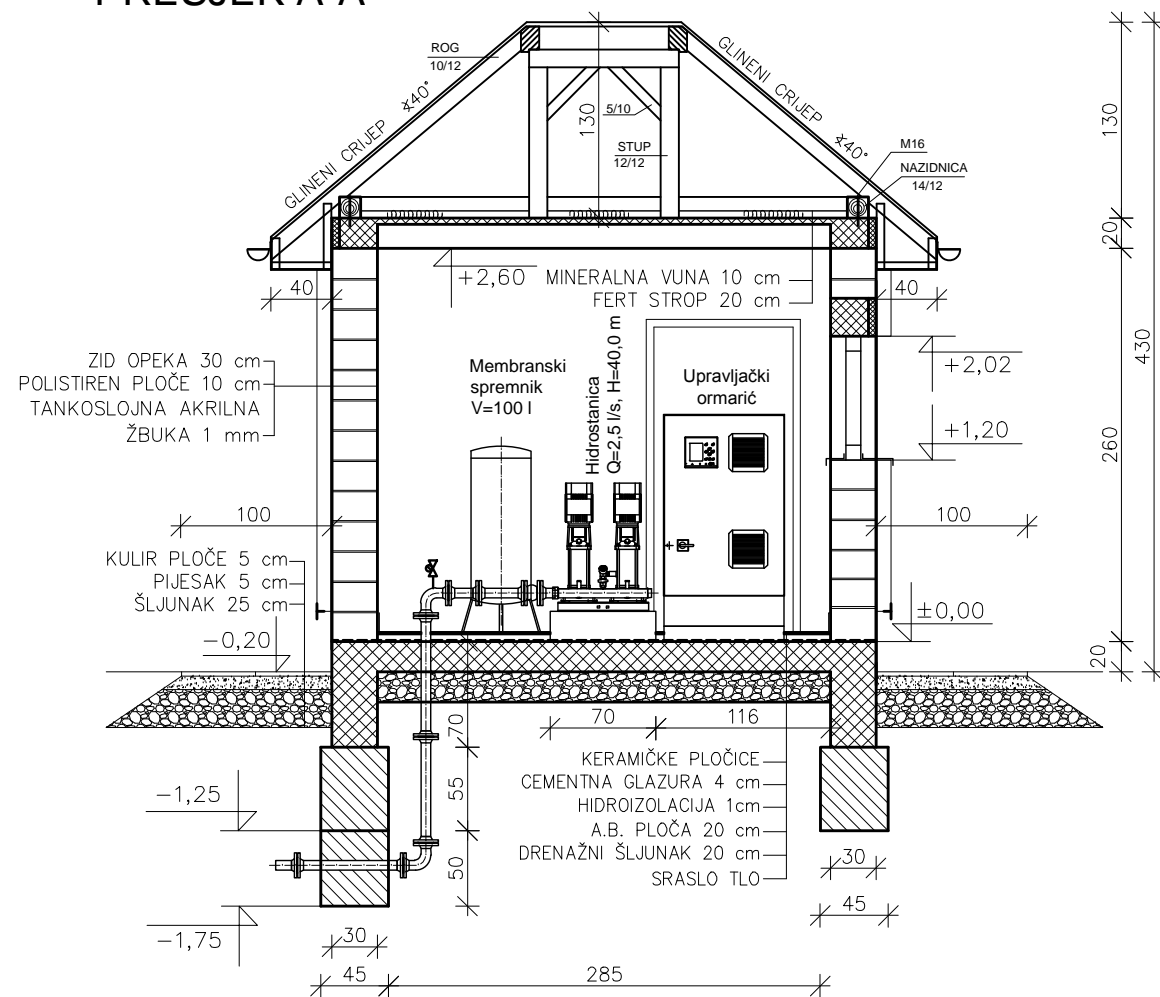 PRESJEK A-A
ROG
10/12
GLINENI CRIJEP ∢40°
GLINENI CRIJEP ∢40°
130
5/10
STUP
12/12
M16
NAZIDNICA
14/12
130
20
+2,60
MINERALNA VUNA 10 cm
FERT STROP 20 cm
40
40
430
ZID OPEKA 30 cm
POLISTIREN PLOČE 10 cm
TANKOSLOJNA AKRILNA
ŽBUKA 1 mm
Membranski
spremnik
V=100 l
Hidrostanica
Q=2,5 l/s, H=40,0 m
Upravljački
ormarić
+2,02
+1,20
260
100
100
KULIR PLOČE 5 cm
PIJESAK 5 cm
ŠLJUNAK 25 cm
±0,00
-0,20
20
70
70
116
KERAMIČKE PLOČICE
CEMENTNA GLAZURA 4 cm
HIDROIZOLACIJA 1cm
A.B. PLOČA 20 cm
DRENAŽNI ŠLJUNAK 20 cm
SRASLO TLO
-1,25
55
50
-1,75
30
45
285
30
45